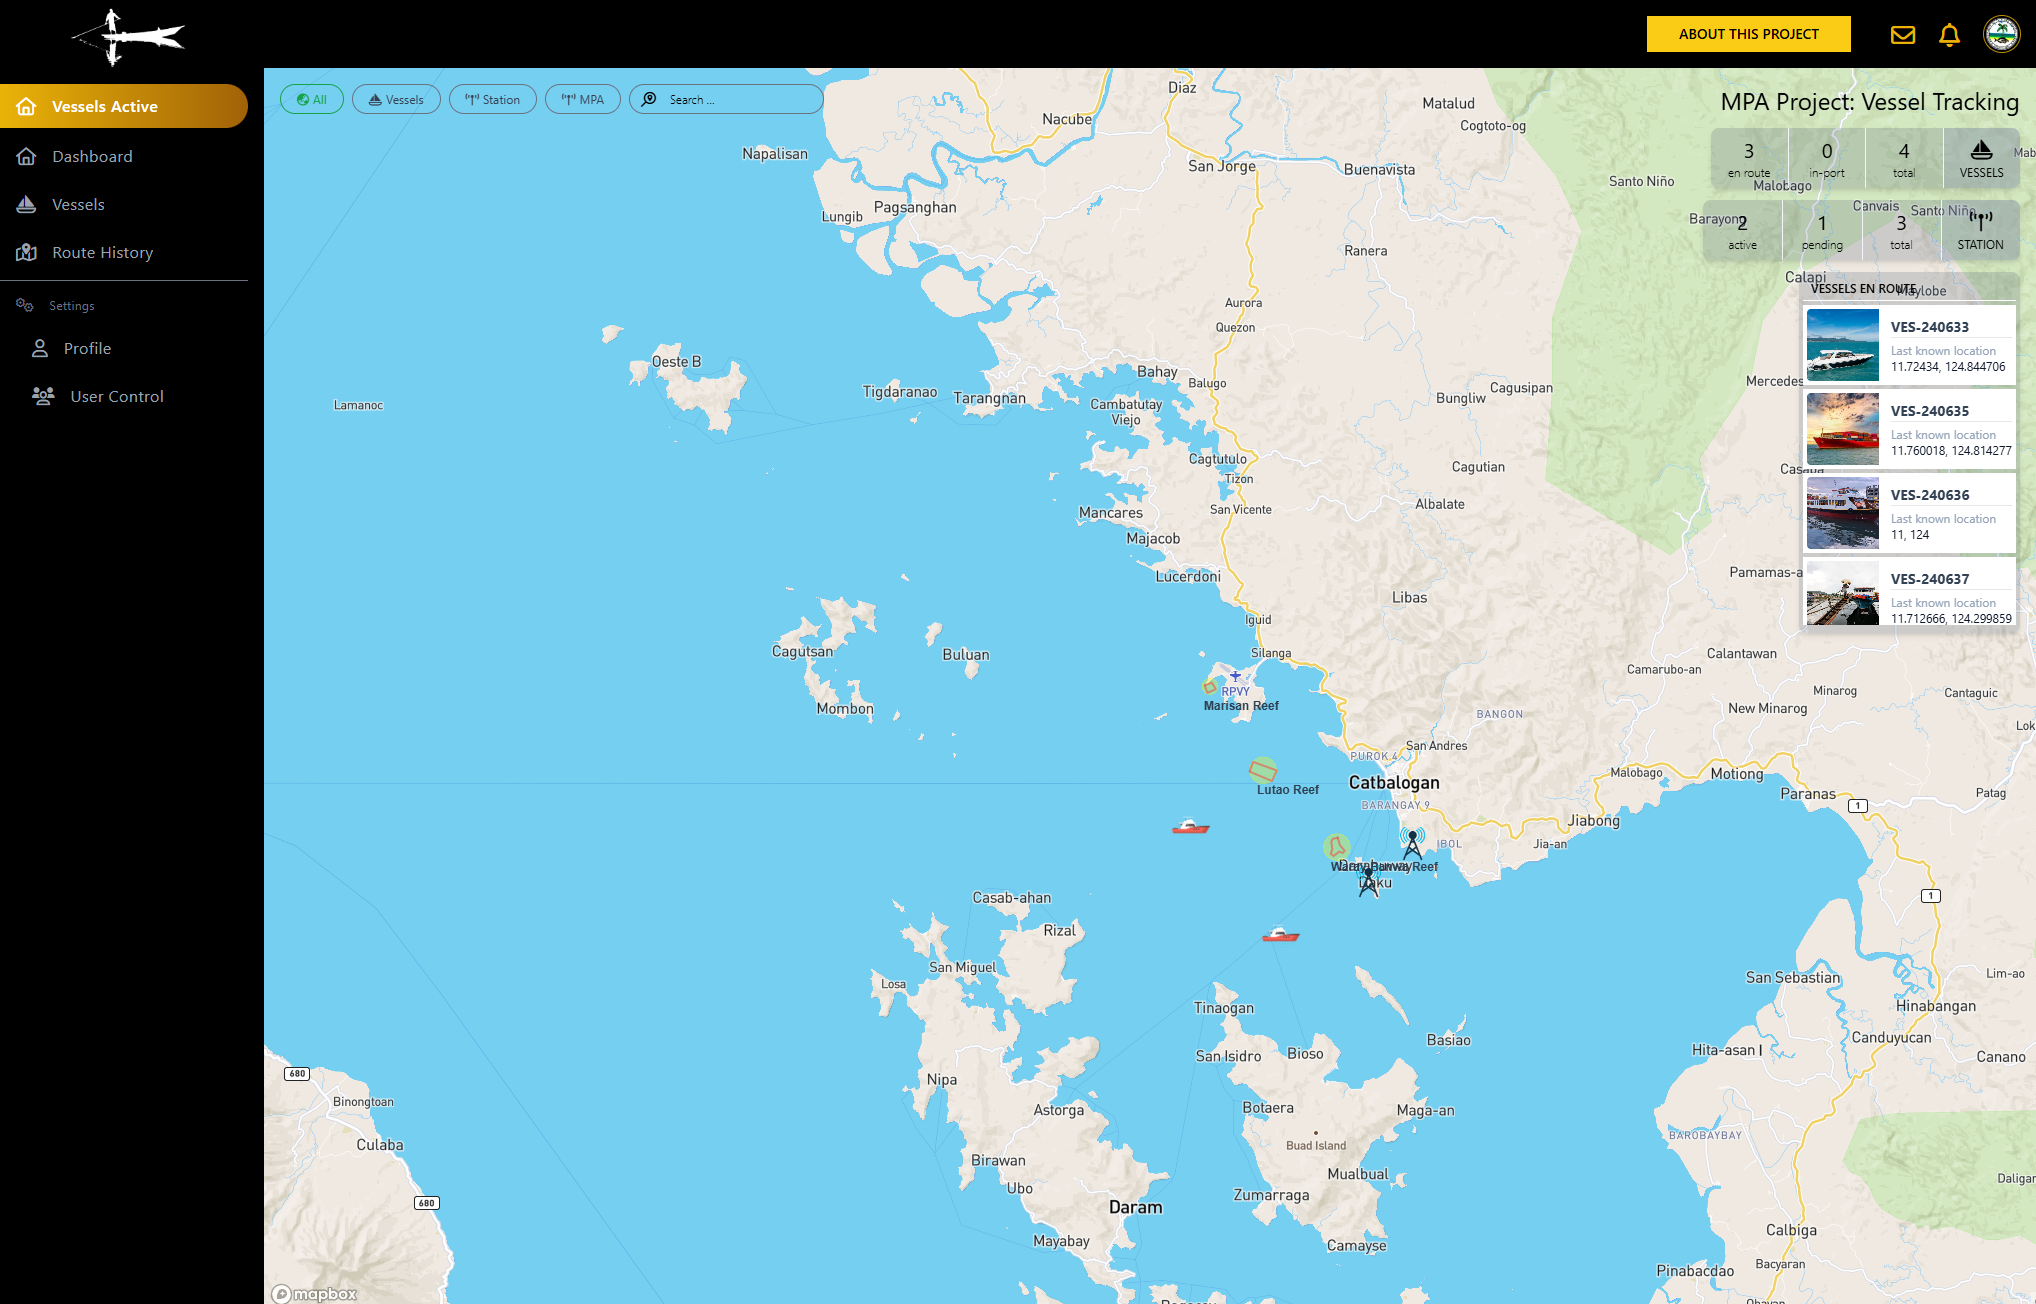 ABOUT THIS PROJECT
Vessels Active
Dashboard
Vessels
Route History
Settings
Profile
User Control
All
Vessels
Station
MPA
Search ...
MPA Project: Vessel Tracking
3
en route
0
in-port
4
total
VESSELS
2
active
1
pending
3
total
STATION
VESSELS EN ROUTE
VES-240633
Last known location
11.72434, 124.844706
VES-240635
Last known location
11.760018, 124.814277
VES-240636
Last known location
11, 124
VES-240637
Last known location
11.712666, 124.299859
Diaz
Matalud
Nacube
Cogtoto-og
Napalisan
San Jorge
Buenavista
Santo Niño
Malobago
Mab
Lungib
Pagsanghan
Canvais
Santo Niño
Barayong
Ranera
Calapi
Maylobe
Aurora
Quezon
Oeste B
Bahay
Balugo
Mercedes
Tigdaranao
Tarangnan
Cagusipan
Bungliw
Lamanoc
Cambatutay
Viejo
Cagtutulo
Cagutian
Tizon
Albalate
Mancares
San Vicente
Majacob
Lucerdoni
Pamamas-a
Libas
Iguid
Cagutsan
Buluan
Silanga
Calantawan
Camarubo-an
RPVY
Minarog
Cantaguic
Marisan Reef
Mombon
New Minarog
BANGON
Lok
San Andres
PUROK 4
Malobago
Motiong
Catbalogan
Lutao Reef
Paranas
Patag
BARANGAY 9
1
Jiabong
IBOL
Jia-an
Daku
1
Casab-ahan
Rizal
San Miguel
Losa
San Sebastian
Lim-ao
Tinaogan
Hinabangan
Basiao
Canduyucan
San Isidro
Bioso
Hita-asan I
Canano
680
Nipa
Binongtoan
Astorga
Botaera
Maga-an
Culaba
Buad Island
BAROBAYBAY
Birawan
Mualbual
Ubo
Zumarraga
Daligan
680
Daram
Calbiga
Mayabay
Camayse
Bacyaran
Pinabacdao
Daban
mapbox